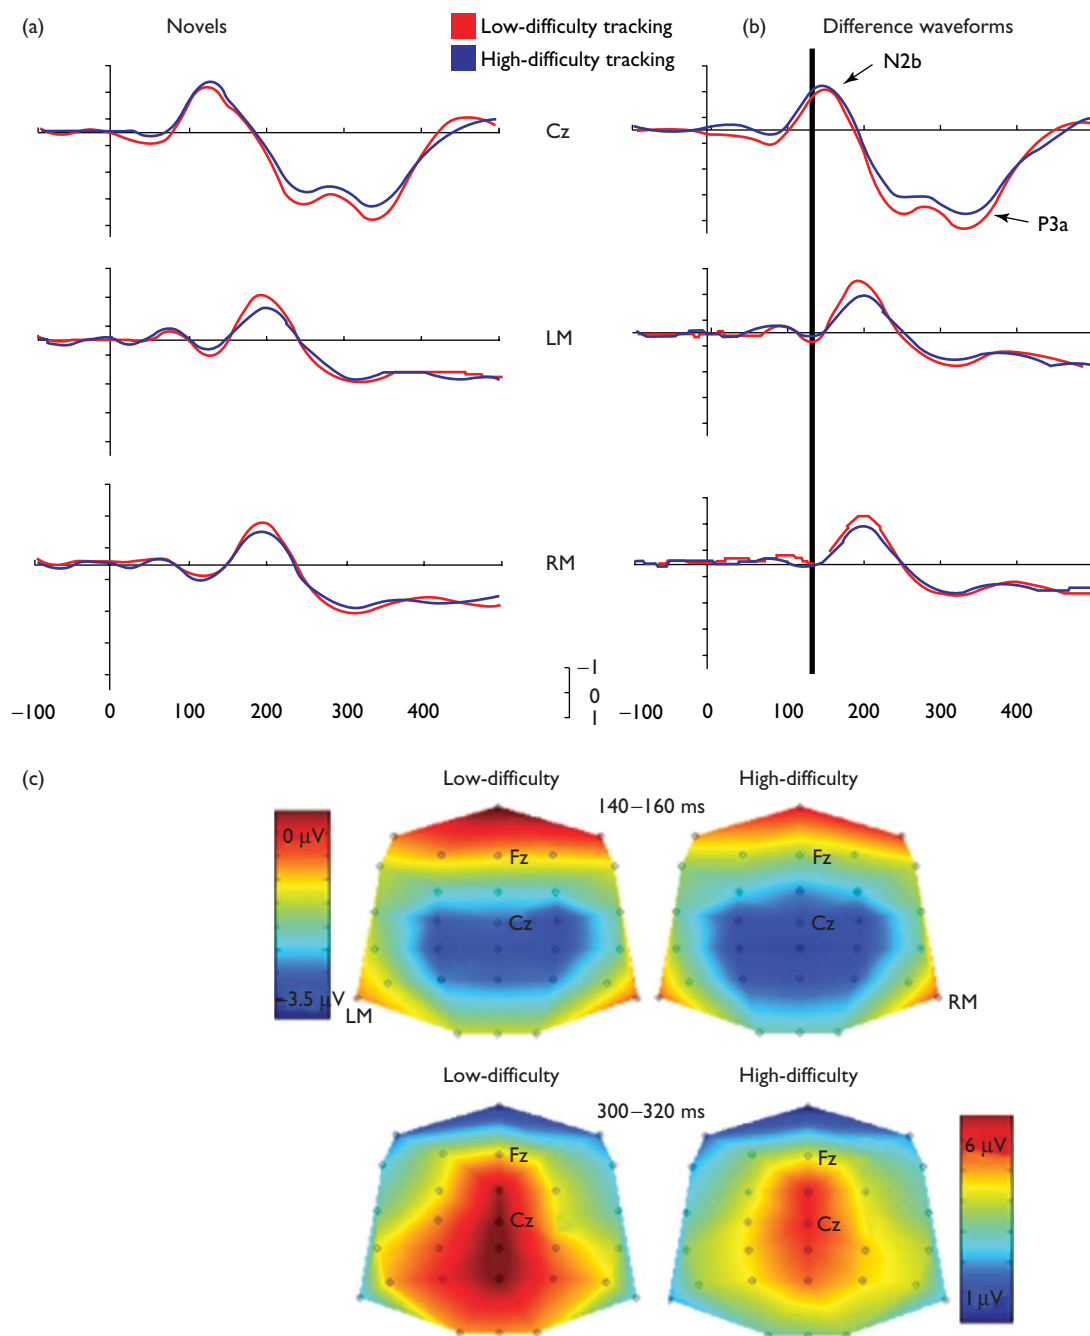 (a) Novels
Low-difficulty tracking
High-difficulty tracking
(b) Difference waveforms
N2b
Cz
P3a
LM
RM
−1
0
1
−100 0 100 200 300 400
−100 0 100 200 300 400
(c)
Low-difficulty High-difficulty
140–160 ms
0 μV
Fz Fz
Cz Cz
−3.5 μV
LM RM
Low-difficulty High-difficulty
300–320 ms
Fz Fz
6 μV
Cz Cz
1 μV